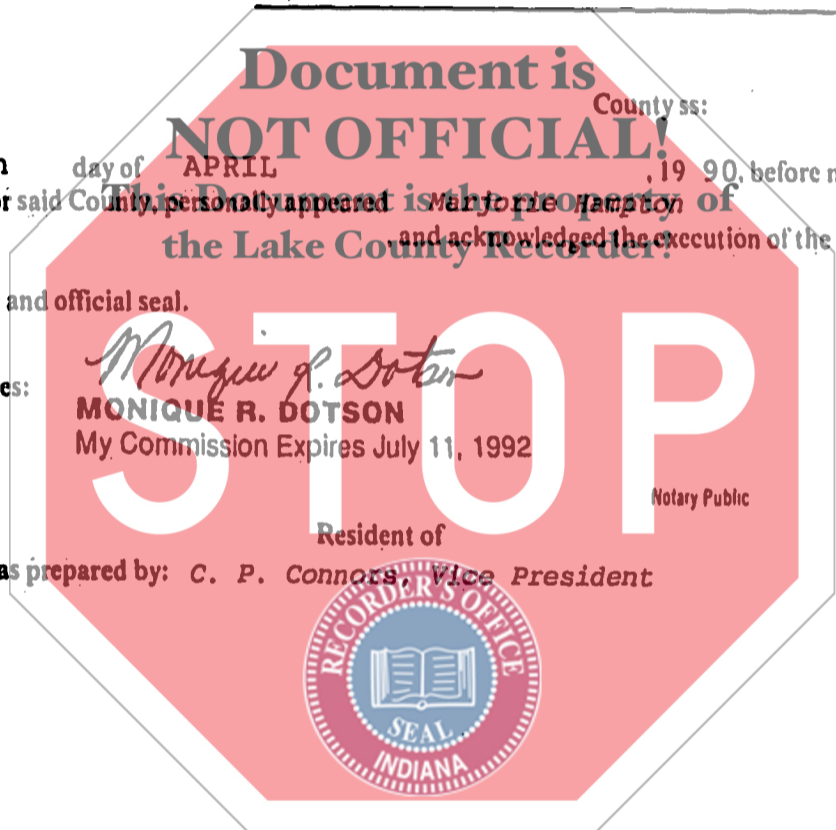 Document is
County ss:
NOT OFFICIAL!
day of APRIL , 19 90, before
said County, personally appeared Marjorie Hampton
This Document is the property of
, and acknowledged the execution of the
the Lake County Recorder!
and official seal.
STOP
Monique R. Dotson
es:
MONIQUE R. DOTSON
My Commission Expires July 11, 1992
Notary Public
Resident of
as prepared by: C. P. Connors, Vice President
RECORDER'S OFFICE
SEAL
INDIANA